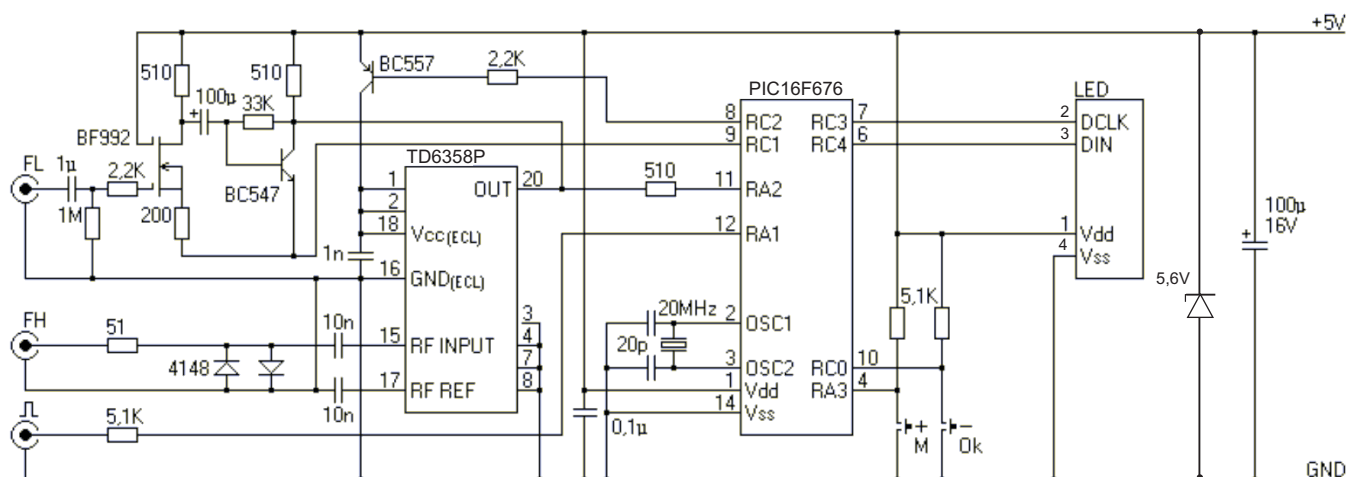 +5V
510
510
BC557
2,2K
PIC16F676
LED
100µ
+
33K
8
RC2
RC3
7
2
DCLK
BF992
9
RC1
RC4
6
3
DIN
FL
1µ
2,2K
TD6358P
1
OUT
20
510
11
RA2
BC547
2
1M
200
18
Vcc(ECL)
12
RA1
1
Vdd
100µ
16V
+
1n
16
GND(ECL)
4
Vss
5,6V
5,1K
20MHz
FH
51
10n
3
2
OSC1
15
RF INPUT
4
20p
4148
7
3
OSC2
RC0
10
17
RF REF
8
1
Vdd
RA3
4
10n
14
Vss
5,1K
0,1µ
+
M
–
Ok
GND